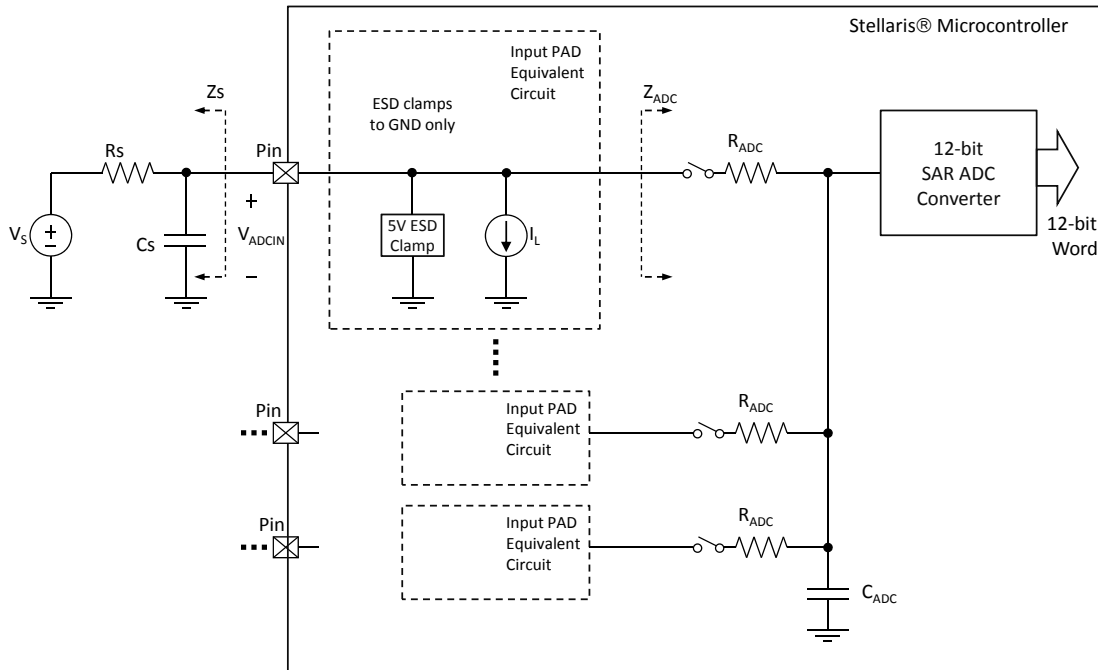 Stellaris® Microcontroller
Input PAD
Equivalent
Circuit
ESD clamps
to GND only
Zs
Z_ADC
Rs
Pin
R_ADC
12-bit
SAR ADC
Converter
+
V_S
+
−
Cs
V_ADCIN
−
5V ESD
Clamp
I_L
12-bit
Word
Pin
Input PAD
Equivalent
Circuit
R_ADC
Pin
Input PAD
Equivalent
Circuit
R_ADC
C_ADC